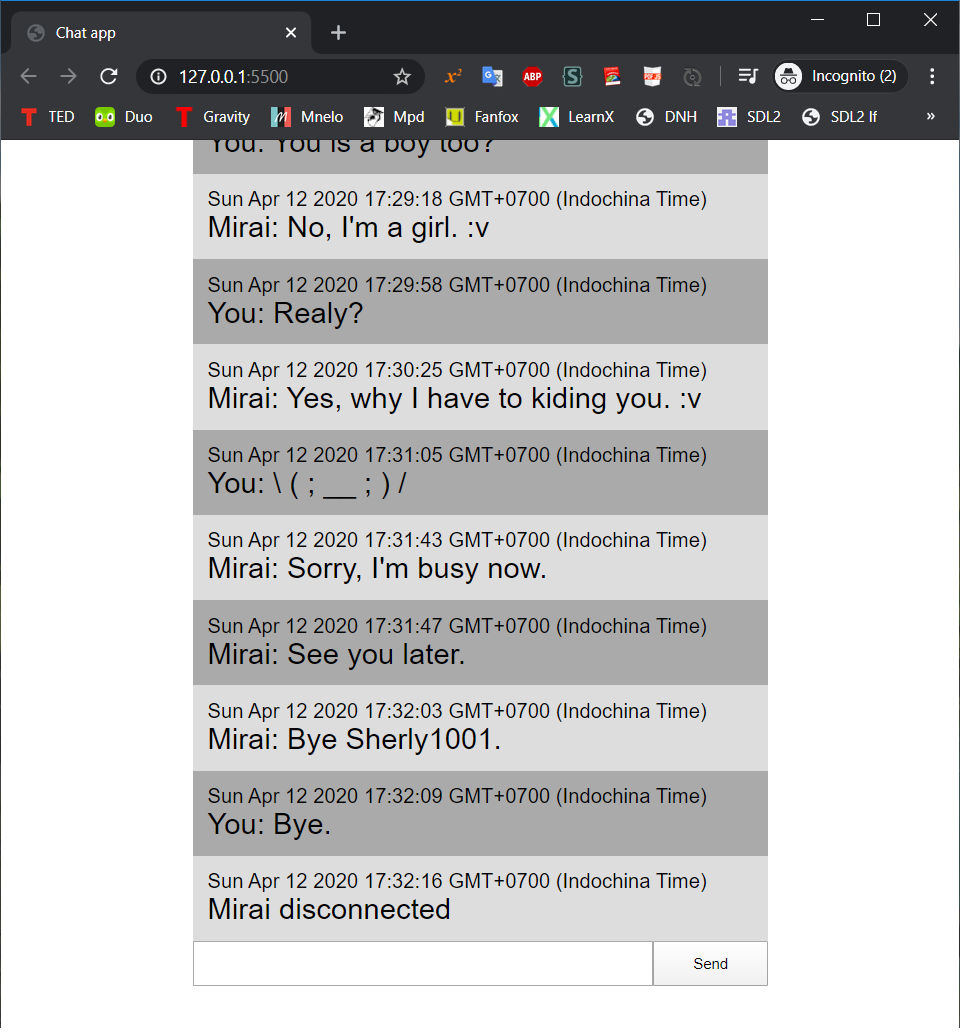 Chat app
127.0.0.1:5500
x²
ABP
S
PDF
Incognito (2)
TED
Duo
Gravity
Mnelo
Mpd
Fanfox
LearnX
DNH
SDL2
SDL2 lf
»
You: You is a boy too?
Sun Apr 12 2020 17:29:18 GMT+0700 (Indochina Time)
Mirai: No, I'm a girl. :v
Sun Apr 12 2020 17:29:58 GMT+0700 (Indochina Time)
You: Realy?
Sun Apr 12 2020 17:30:25 GMT+0700 (Indochina Time)
Mirai: Yes, why I have to kiding you. :v
Sun Apr 12 2020 17:31:05 GMT+0700 (Indochina Time)
You: \ ( ; __ ; ) /
Sun Apr 12 2020 17:31:43 GMT+0700 (Indochina Time)
Mirai: Sorry, I'm busy now.
Sun Apr 12 2020 17:31:47 GMT+0700 (Indochina Time)
Mirai: See you later.
Sun Apr 12 2020 17:32:03 GMT+0700 (Indochina Time)
Mirai: Bye Sherly1001.
Sun Apr 12 2020 17:32:09 GMT+0700 (Indochina Time)
You: Bye.
Sun Apr 12 2020 17:32:16 GMT+0700 (Indochina Time)
Mirai disconnected
Send